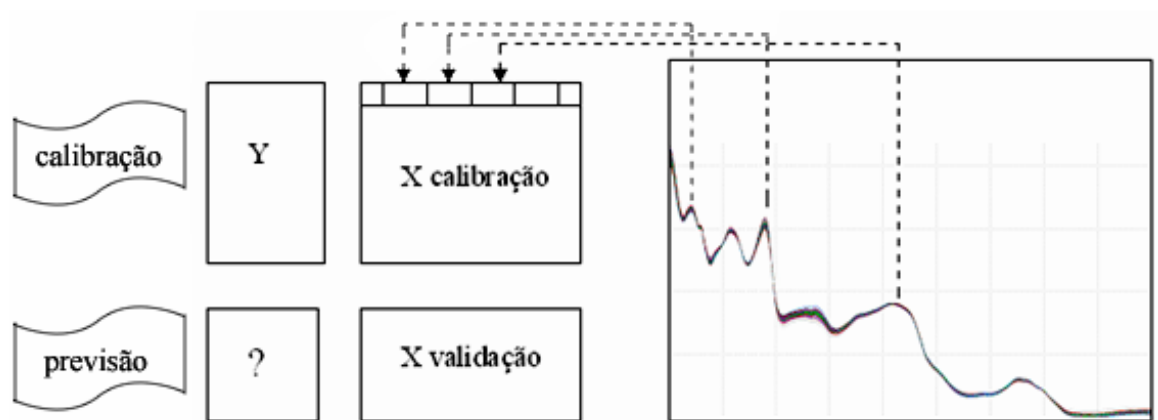 calibração
Y
X calibração
previsão
?
X validação